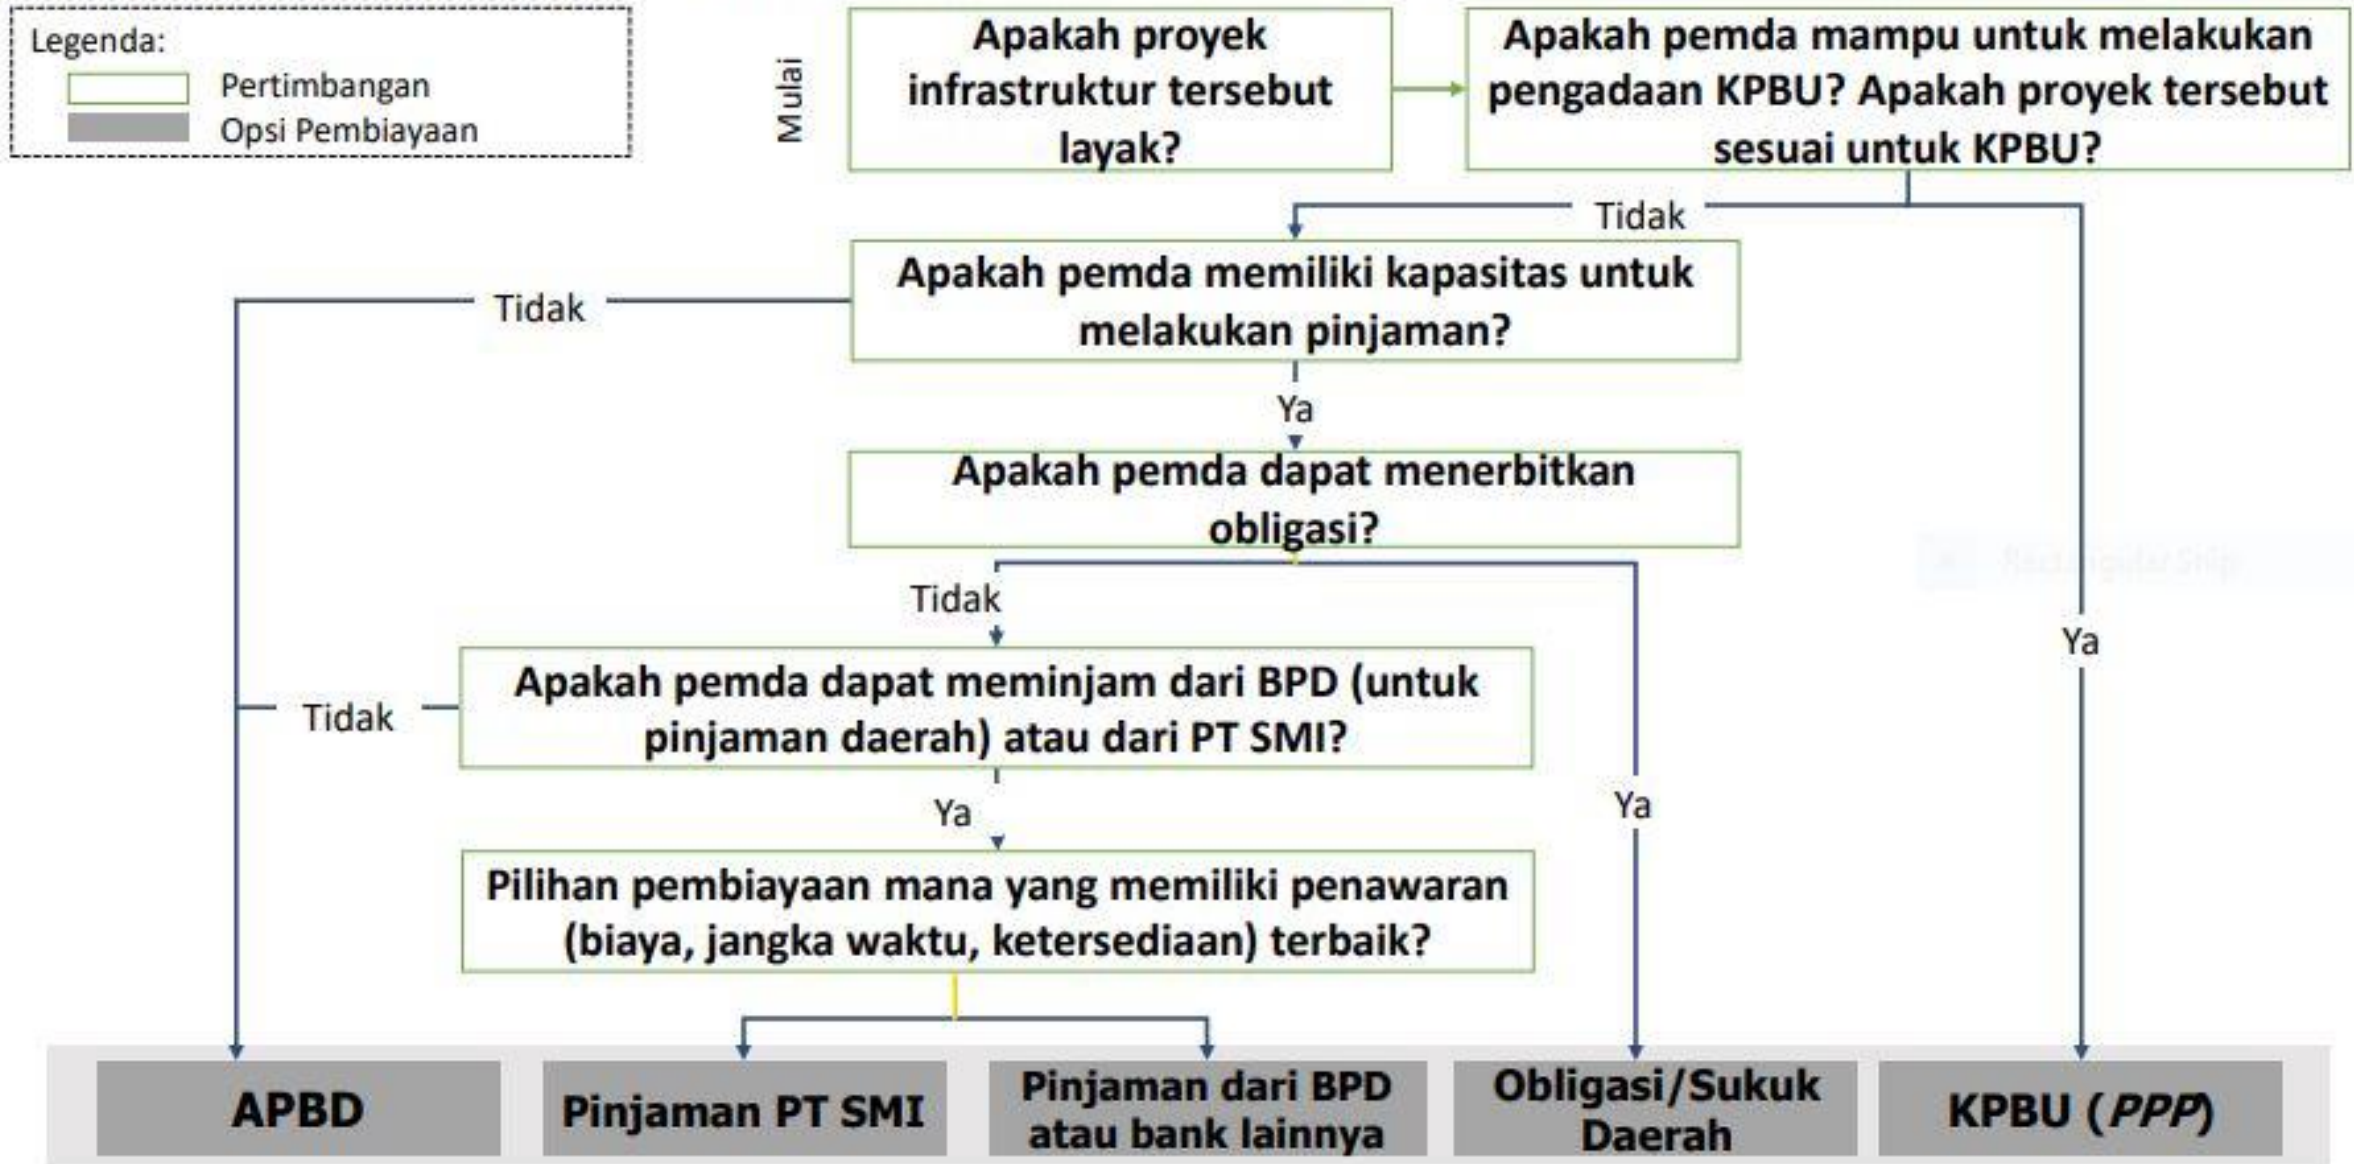 Legenda:
Pertimbangan
Opsi Pembiayaan
Mulai
Apakah proyek
infrastruktur tersebut
layak?
Apakah pemda mampu untuk melakukan
pengadaan KPBU? Apakah proyek tersebut
sesuai untuk KPBU?
Tidak
Apakah pemda memiliki kapasitas untuk
melakukan pinjaman?
Tidak
Ya
Apakah pemda dapat menerbitkan
obligasi?
Tidak
Ya
Apakah pemda dapat meminjam dari BPD (untuk
pinjaman daerah) atau dari PT SMI?
Tidak
Ya
Ya
Pilihan pembiayaan mana yang memiliki penawaran
(biaya, jangka waktu, ketersediaan) terbaik?
APBD
Pinjaman PT SMI
Pinjaman dari BPD
atau bank lainnya
Obligasi/Sukuk
Daerah
KPBU (PPP)